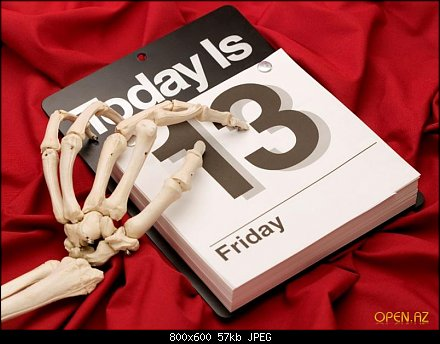 Today Is
13
Friday
OPEN.AZ
800x600 57kb JPEG